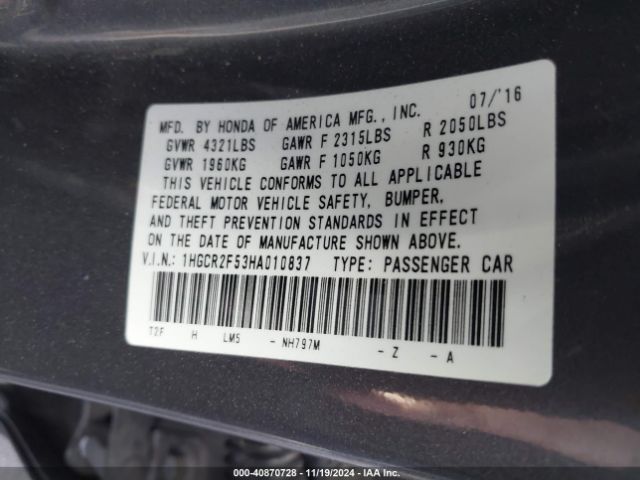 MFD. BY HONDA OF AMERICA MFG., INC. 07/'16
GVWR 4321LBS GAWR F 2315LBS R 2050LBS
GVWR 1960KG GAWR F 1050KG R 930KG
THIS VEHICLE CONFORMS TO ALL APPLICABLE
FEDERAL MOTOR VEHICLE SAFETY, BUMPER,
AND THEFT PREVENTION STANDARDS IN EFFECT
ON THE DATE OF MANUFACTURE SHOWN ABOVE.
V.I.N.: 1HGCR2F53HA010837 TYPE: PASSENGER CAR
T2F H LM5 - NH797M - Z - A
000-40870728 - 11/19/2024 - IAA Inc.